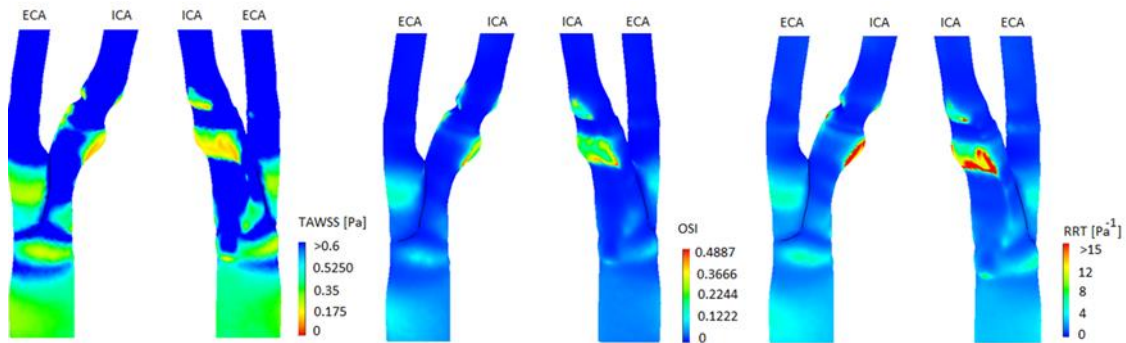 ECA ICA ICA ECA
TAWSS [Pa]
>0.6
0.5250
0.35
0.175
0
ECA ICA ICA ECA
OSI
0.4887
0.3666
0.2244
0.1222
0
ECA ICA ICA ECA
RRT [Pa⁻¹]
>15
12
8
4
0